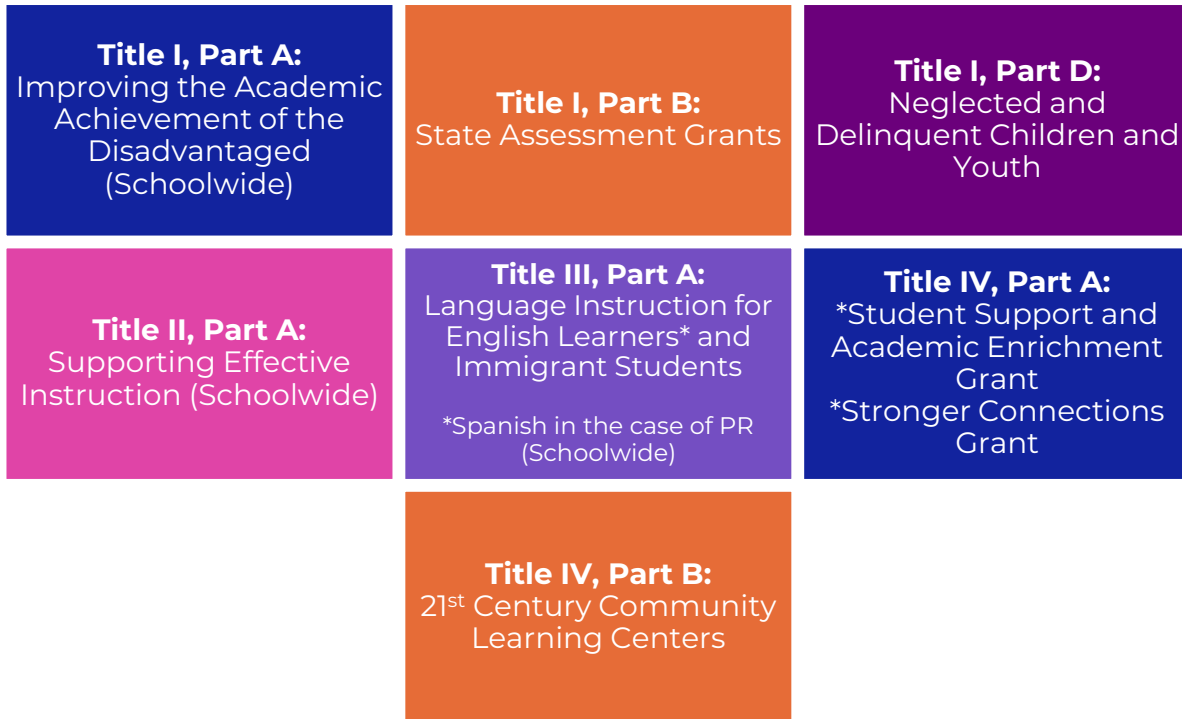 Title I, Part A:
Improving the Academic
Achievement of the
Disadvantaged
(Schoolwide)
Title I, Part B:
State Assessment Grants
Title I, Part D:
Neglected and
Delinquent Children and
Youth
Title II, Part A:
Supporting Effective
Instruction (Schoolwide)
Title III, Part A:
Language Instruction for
English Learners* and
Immigrant Students
*Spanish in the case of PR
(Schoolwide)
Title IV, Part A:
*Student Support and
Academic Enrichment
Grant
*Stronger Connections
Grant
Title IV, Part B:
21st Century Community
Learning Centers